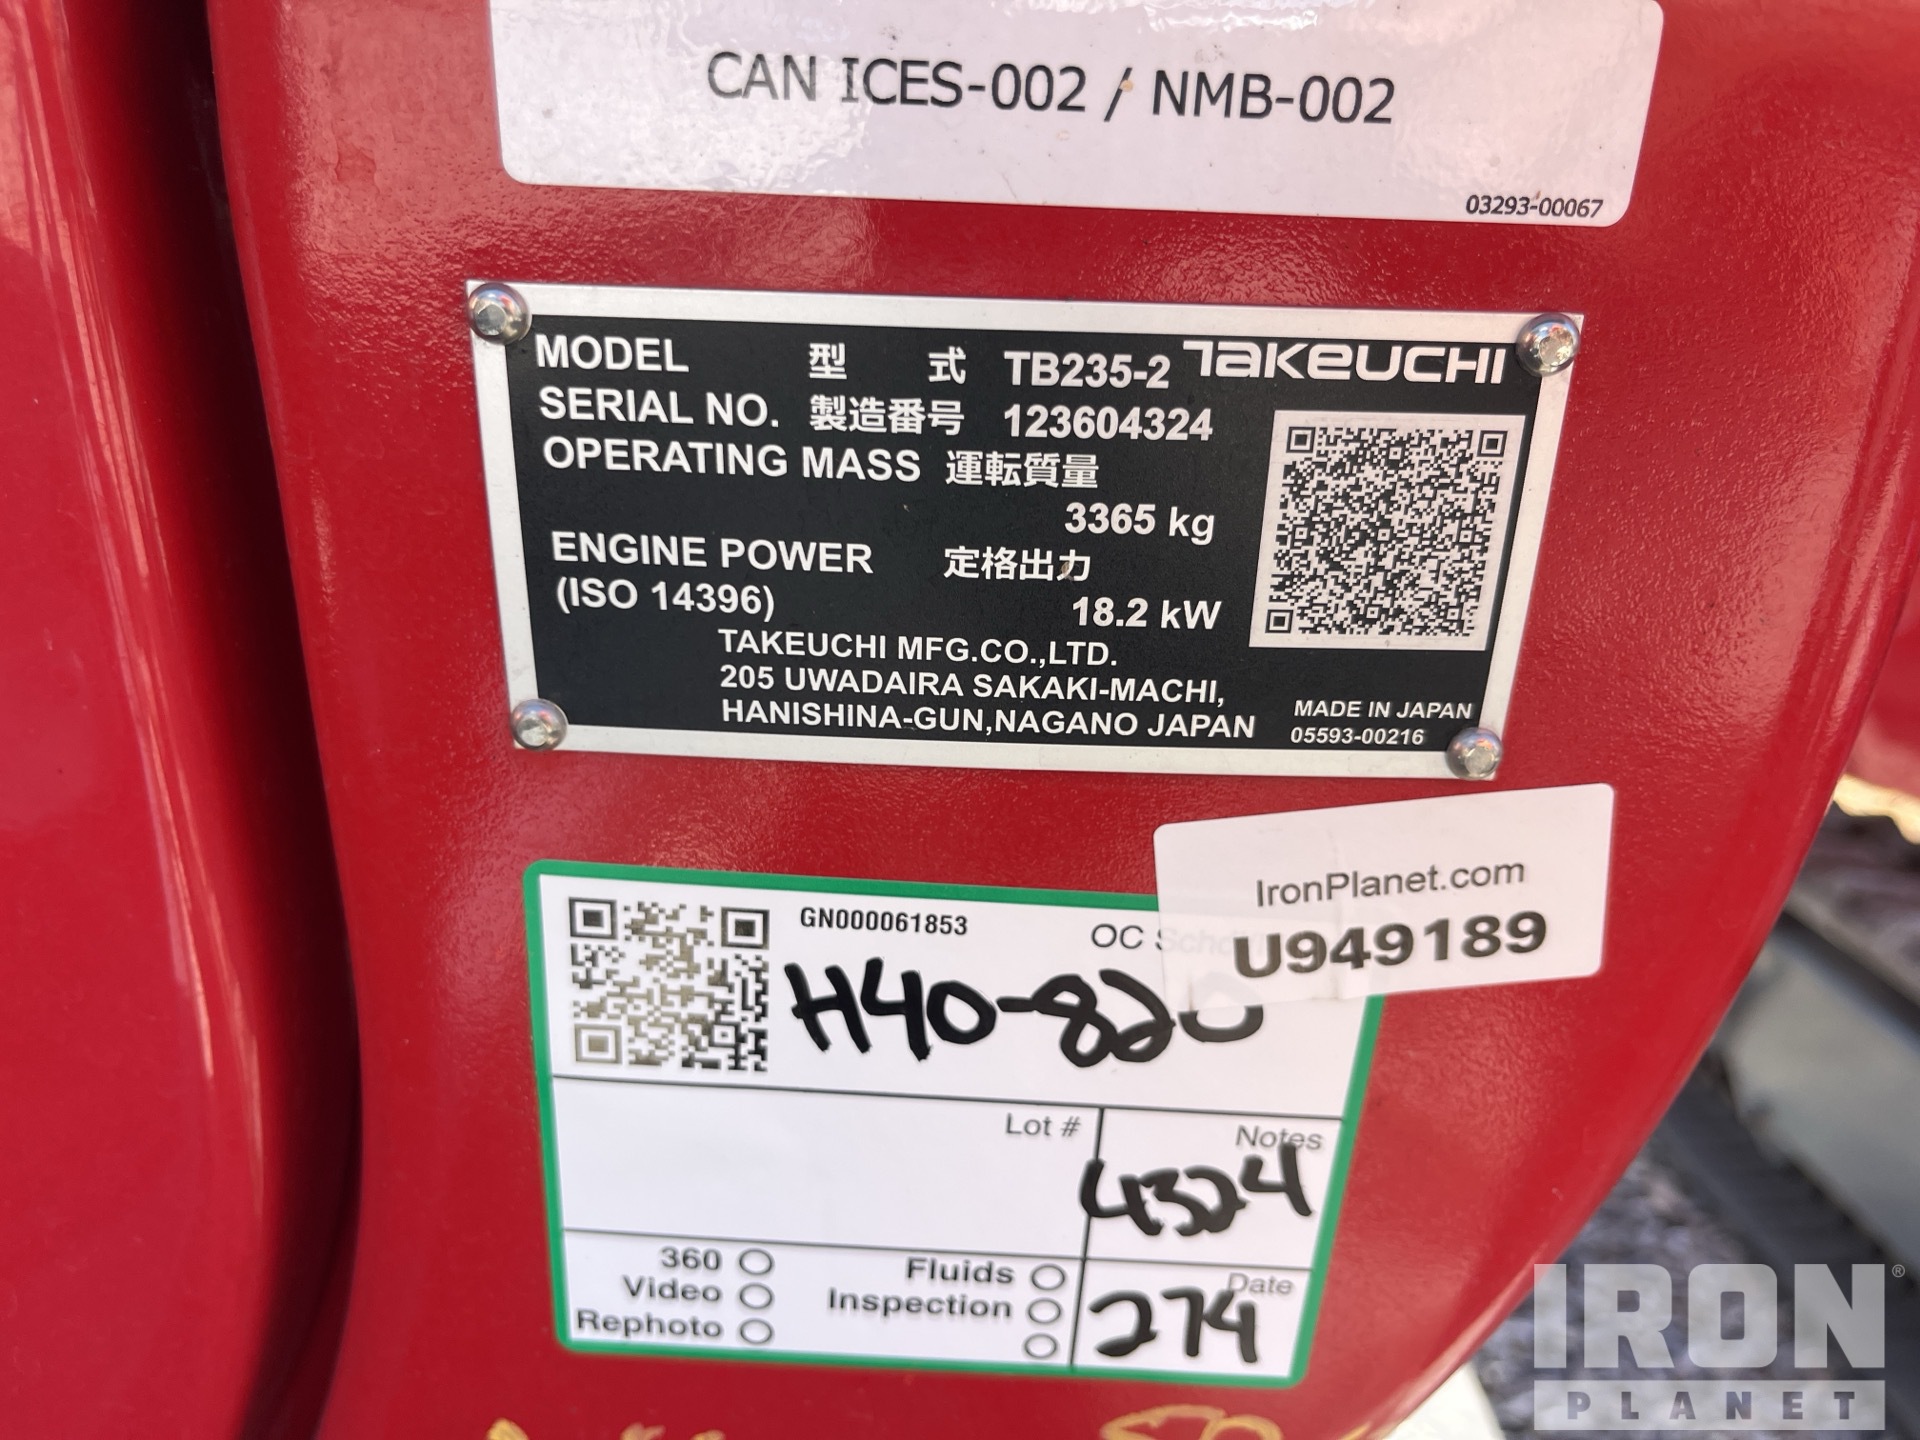 CAN ICES-002 / NMB-002
03293-00067
MODEL 型 式 TB235-2 TAKEUCHI
SERIAL NO. 製造番号 123604324
OPERATING MASS 運転質量
3365 kg
ENGINE POWER 定格出力
(ISO 14396)
18.2 kW
TAKEUCHI MFG.CO.,LTD.
205 UWADAIRA SAKAKI-MACHI,
HANISHINA-GUN,NAGANO JAPAN
MADE IN JAPAN
05593-00216
IronPlanet.com
U949189
GN000061853
OC
H40-820
Lot #
Notes
4324
360
Video
Rephoto
Fluids
Inspection
Date
274
IRON®
PLANET